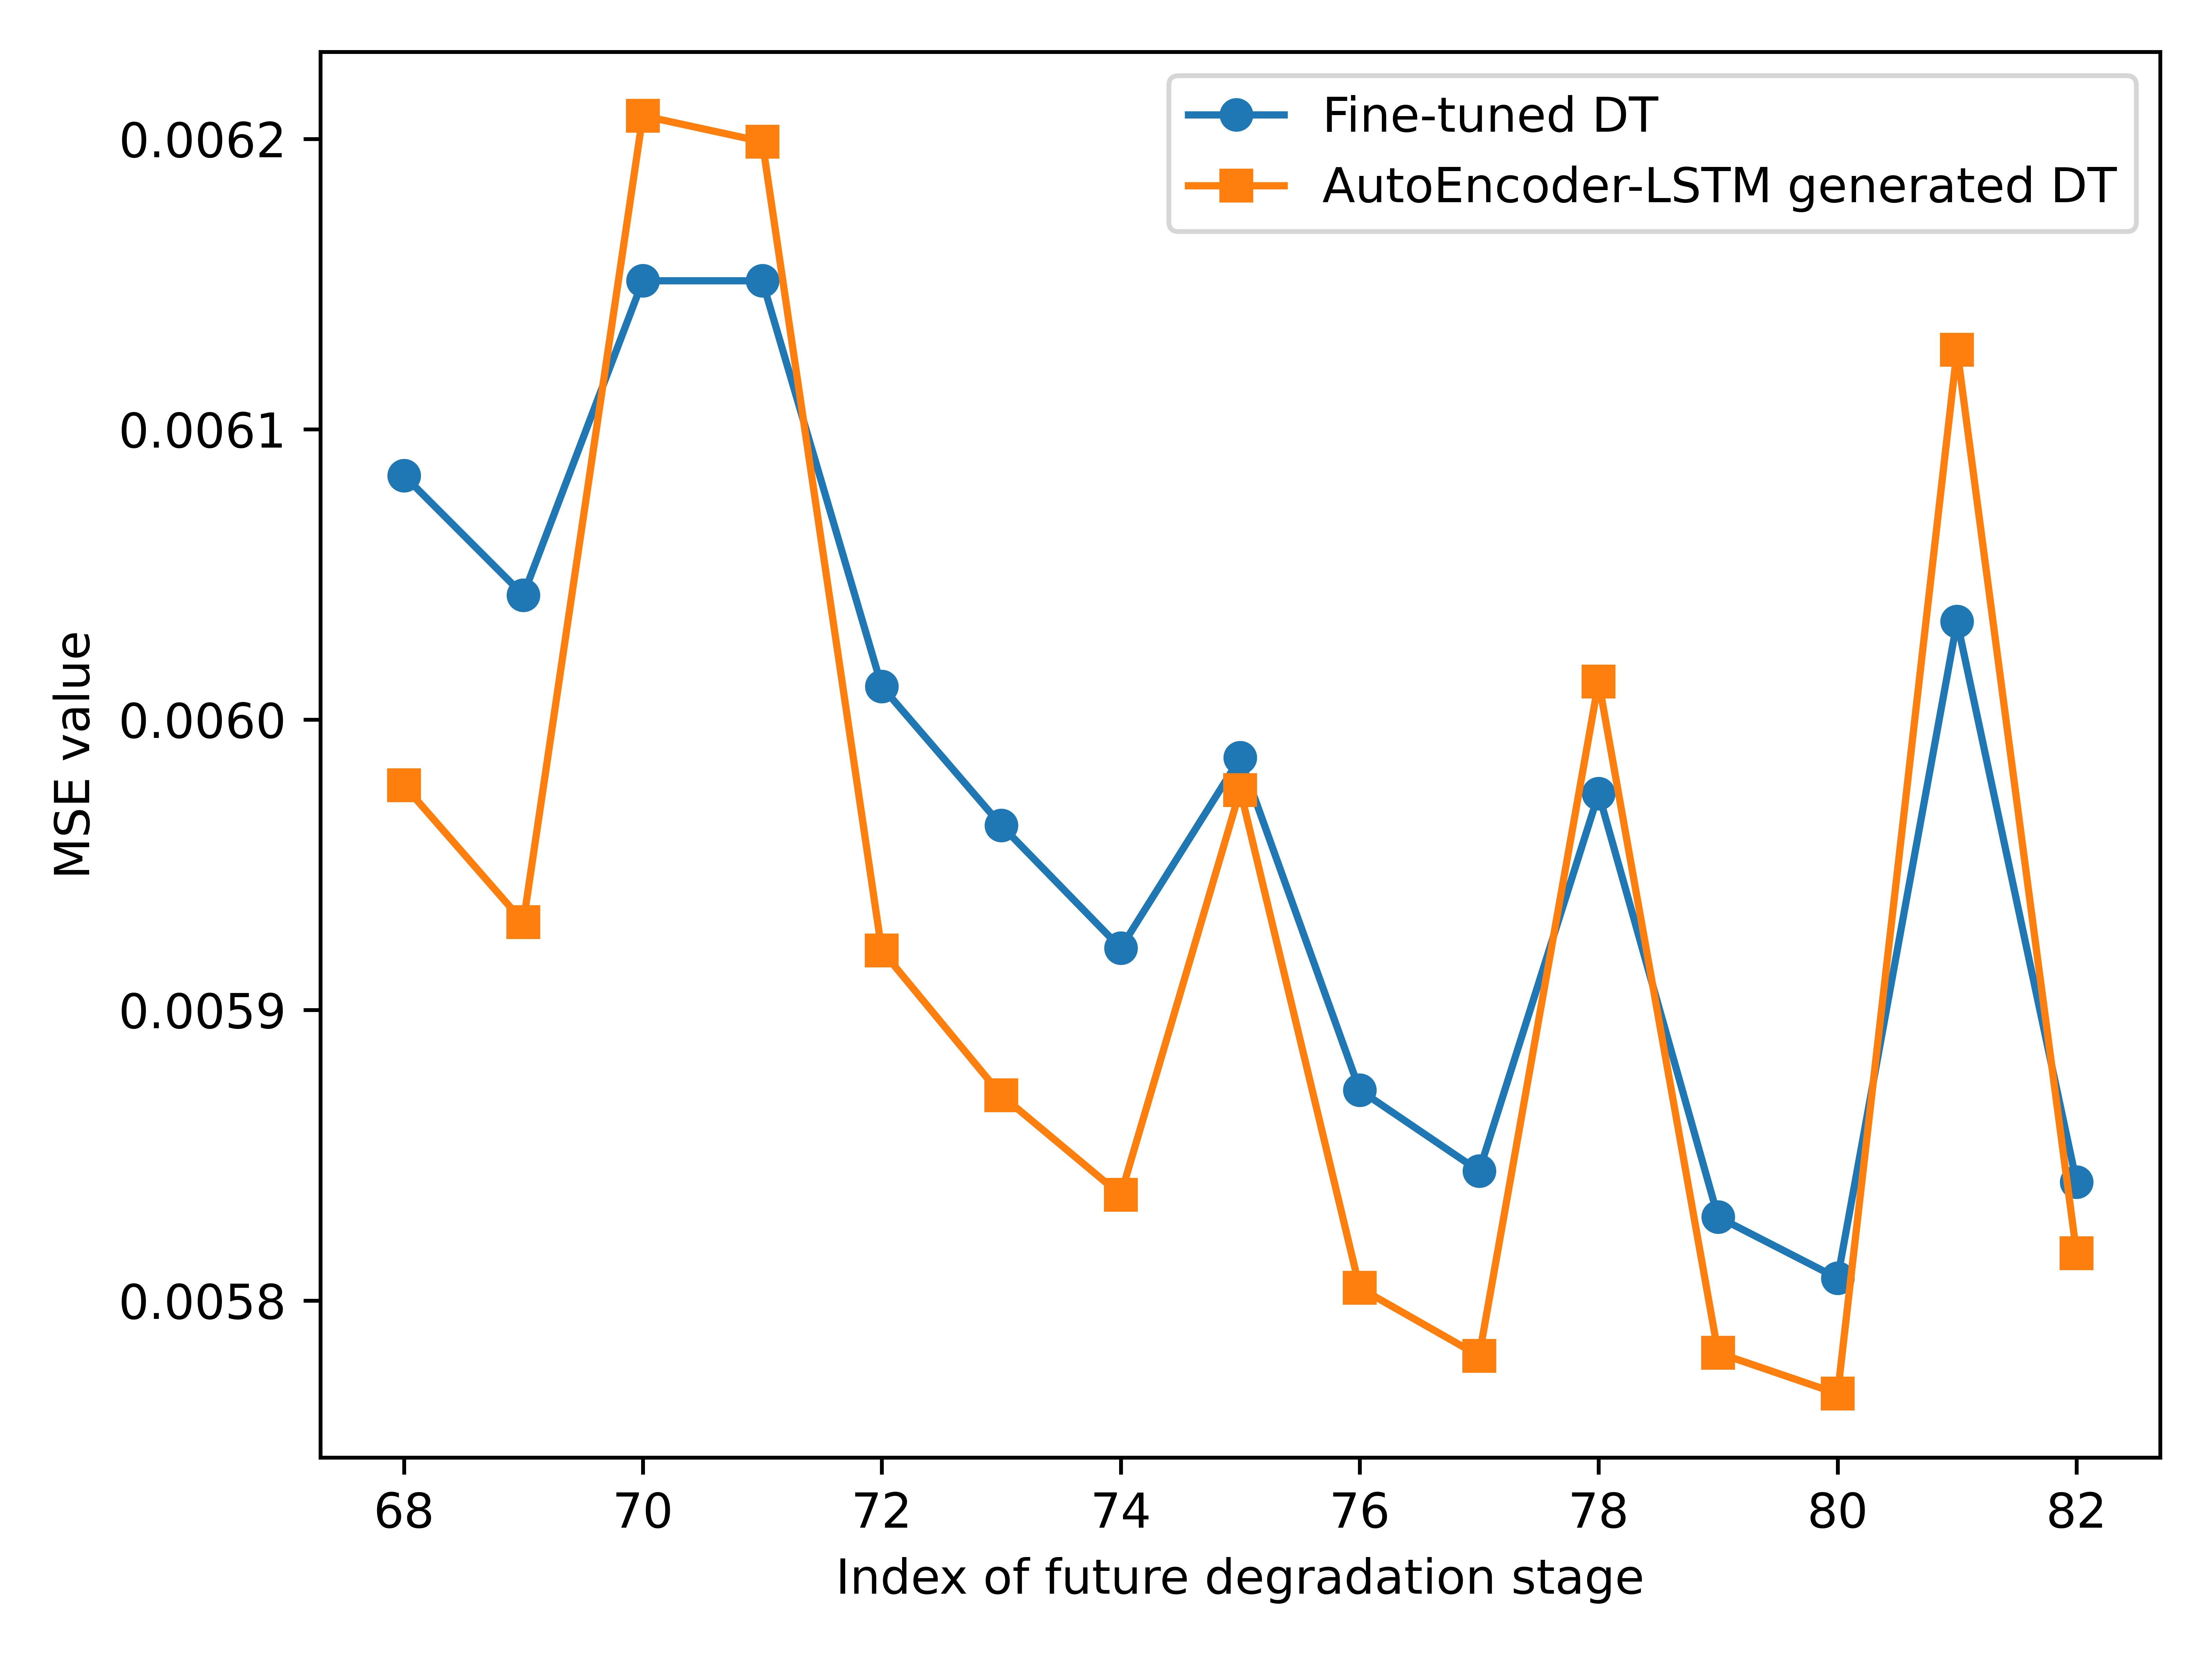 Fine-tuned DT
AutoEncoder-LSTM generated DT
MSE value
0.0062
0.0061
0.0060
0.0059
0.0058
68 70 72 74 76 78 80 82
Index of future degradation stage